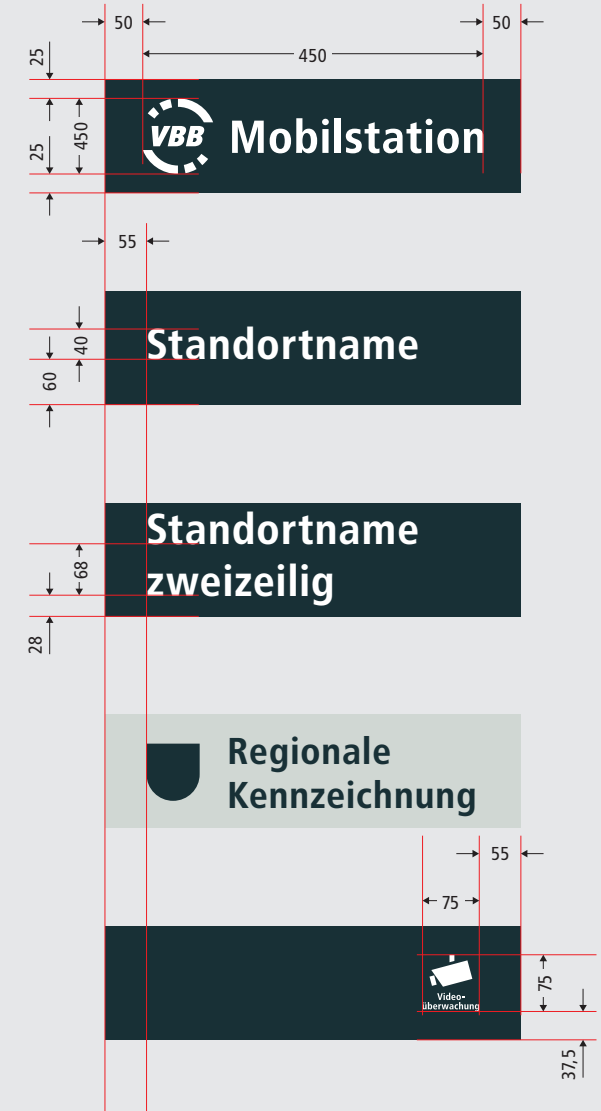 50
50
450
25
450
25
VBB Mobilstation
55
40
60
Standortname
Standortname
zweizeilig
68
28
Regionale
Kennzeichnung
55
75
75
37,5
Video-
überwachung